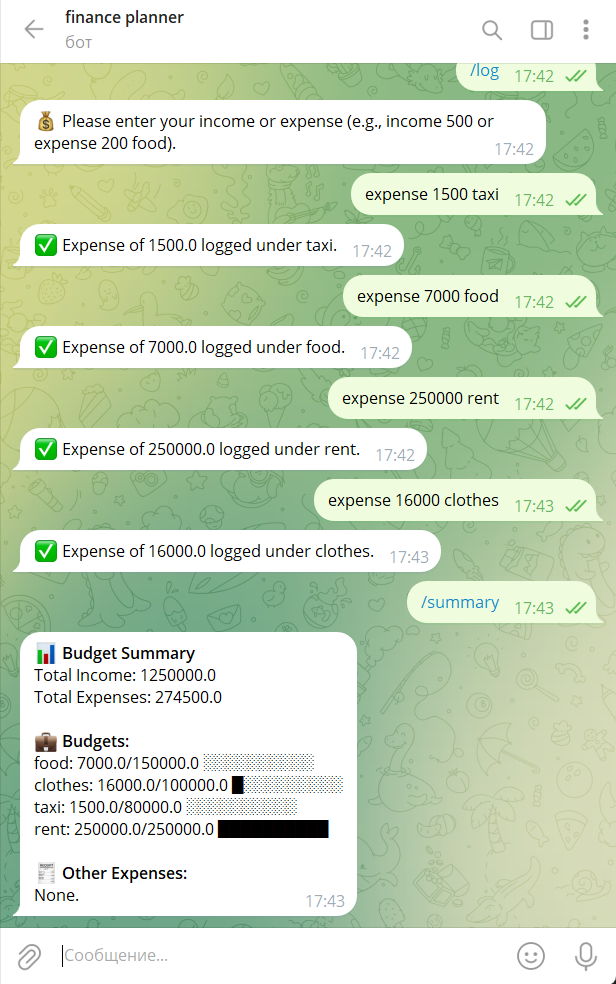 finance planner
бот
/log 17:42
💰 Please enter your income or expense (e.g., income 500 or
expense 200 food). 17:42
expense 1500 taxi 17:42
✅ Expense of 1500.0 logged under taxi. 17:42
expense 7000 food 17:42
✅ Expense of 7000.0 logged under food. 17:42
expense 250000 rent 17:42
✅ Expense of 250000.0 logged under rent. 17:42
expense 16000 clothes 17:43
✅ Expense of 16000.0 logged under clothes. 17:43
/summary 17:43
📊 Budget Summary
Total Income: 1250000.0
Total Expenses: 274500.0
💼 Budgets:
food: 7000.0/150000.0 ░░░░░░░░░░
clothes: 16000.0/100000.0 █░░░░░░░░░
taxi: 1500.0/80000.0 ░░░░░░░░░░
rent: 250000.0/250000.0 ██████████
🧾 Other Expenses:
None. 17:43
Сообщение...